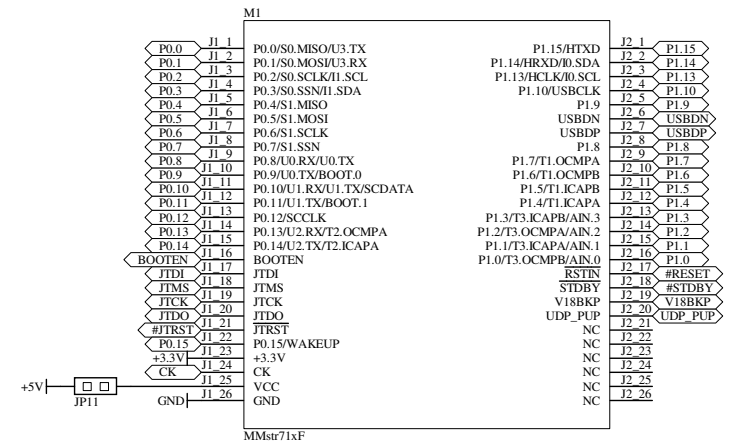 M1
P0.0 J1_1 P0.0/S0.MISO/U3.TX P1.15/HTXD J2_1 P1.15
P0.1 J1_2 P0.1/S0.MOSI/U3.RX P1.14/HRXD/I0.SDA J2_2 P1.14
P0.2 J1_3 P0.2/S0.SCLK/I1.SCL P1.13/HCLK/I0.SCL J2_3 P1.13
P0.3 J1_4 P0.3/S0.SSN/I1.SDA P1.10/USBCLK J2_4 P1.10
P0.4 J1_5 P0.4/S1.MISO P1.9 J2_5 P1.9
P0.5 J1_6 P0.5/S1.MOSI USBDN J2_6 USBDN
P0.6 J1_7 P0.6/S1.SCLK USBDP J2_7 USBDP
P0.7 J1_8 P0.7/S1.SSN P1.8 J2_8 P1.8
P0.8 J1_9 P0.8/U0.RX/U0.TX P1.7/T1.OCMPA J2_9 P1.7
P0.9 J1_10 P0.9/U0.TX/BOOT.0 P1.6/T1.OCMPB J2_10 P1.6
P0.10 J1_11 P0.10/U1.RX/U1.TX/SCDATA P1.5/T1.ICAPB J2_11 P1.5
P0.11 J1_12 P0.11/U1.TX/BOOT.1 P1.4/T1.ICAPA J2_12 P1.4
P0.12 J1_13 P0.12/SCCLK P1.3/T3.ICAPB/AIN.3 J2_13 P1.3
P0.13 J1_14 P0.13/U2.RX/T2.OCMPA P1.2/T3.OCMPA/AIN.2 J2_14 P1.2
P0.14 J1_15 P0.14/U2.TX/T2.ICAPA P1.1/T3.ICAPA/AIN.1 J2_15 P1.1
BOOTEN J1_16 BOOTEN P1.0/T3.OCMPB/AIN.0 J2_16 P1.0
JTDI J1_17 JTDI RSTIN J2_17 #RESET
JTMS J1_18 JTMS STDBY J2_18 #STDBY
JTCK J1_19 JTCK V18BKP J2_19 V18BKP
JTDO J1_20 JTDO UDP_PUP J2_20 UDP_PUP
#JTRST J1_21 JTRST NC J2_21
P0.15 J1_22 P0.15/WAKEUP NC J2_22
+3.3V J1_23 +3.3V NC J2_23
CK J1_24 CK NC J2_24
+5V JP11 J1_25 VCC NC J2_25
GND J1_26 GND NC J2_26
MMstr71xF